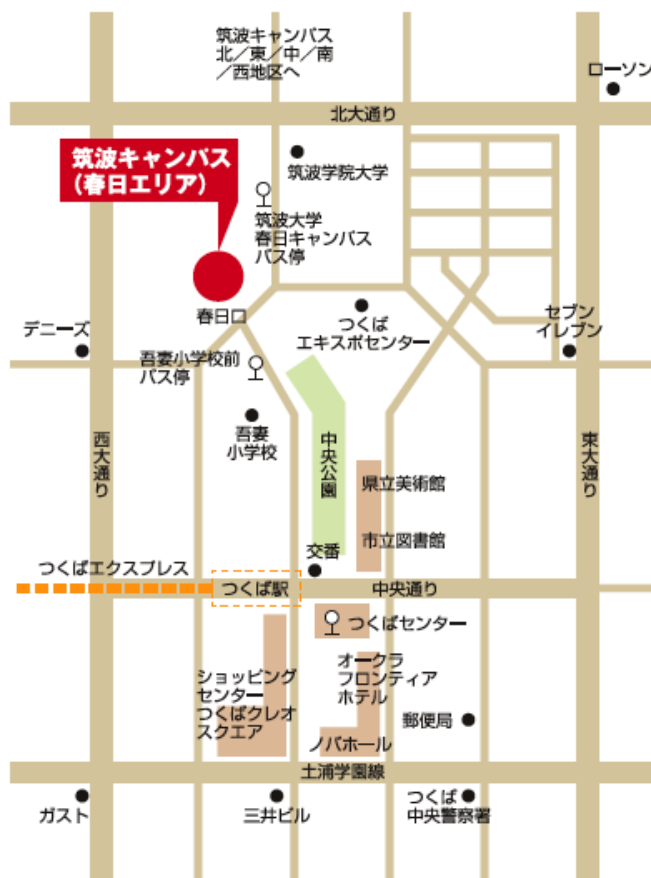 筑波キャンパス
北／東／中／南
／西地区へ
ローソン
北大通り
筑波キャンパス
（春日エリア）
筑波学院大学
筑波大学
春日キャンパス
バス停
春日口
つくば
エキスポセンター
セブン
イレブン
デニーズ
吾妻小学校前
バス停
吾妻
小学校
西大通り
中央公園
東大通り
県立美術館
市立図書館
交番
つくばエクスプレス
つくば駅
中央通り
つくばセンター
オークラ
フロンティア
ホテル
ショッピング
センター
つくばクレオ
スクエア
郵便局
ノバホール
土浦学園線
ガスト
三井ビル
つくば
中央警察署